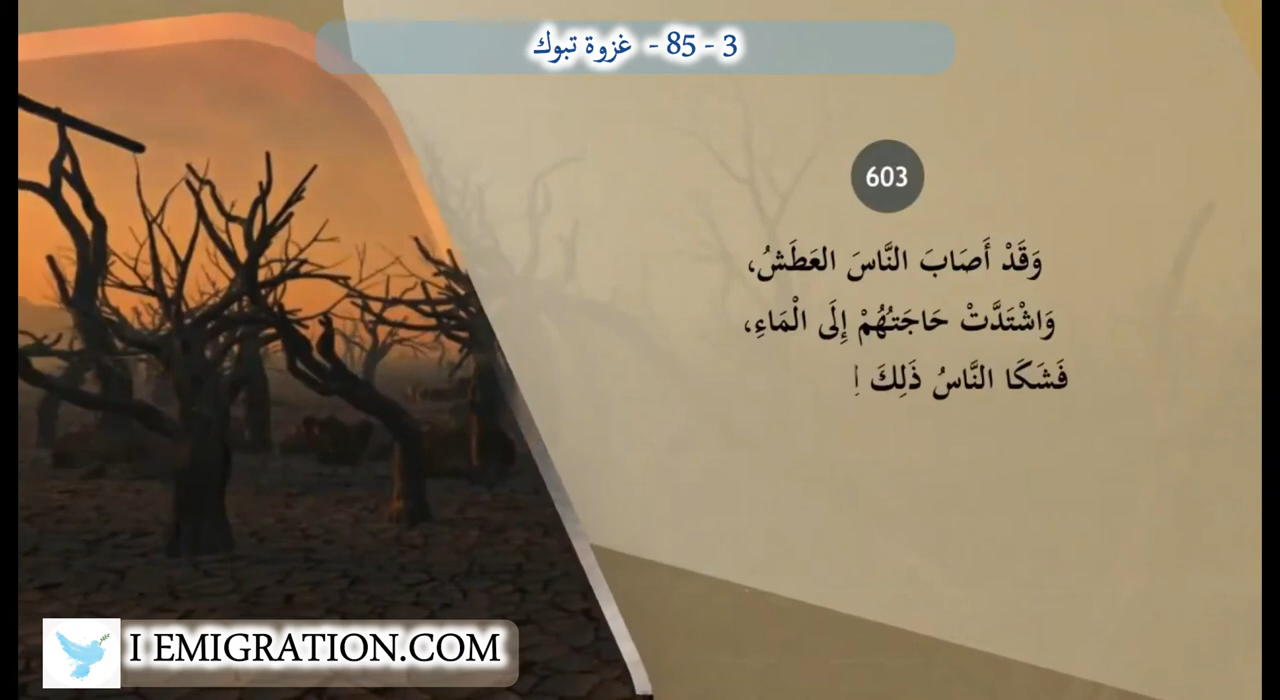 3 - 85 - غزوة تبوك
603
وَقَدْ أَصَابَ النَّاسَ العَطَشُ،
وَاشْتَدَّتْ حَاجَتُهُمْ إِلَى الْمَاءِ،
فَشَكَا النَّاسُ ذَلِكَ إ
I EMIGRATION.COM